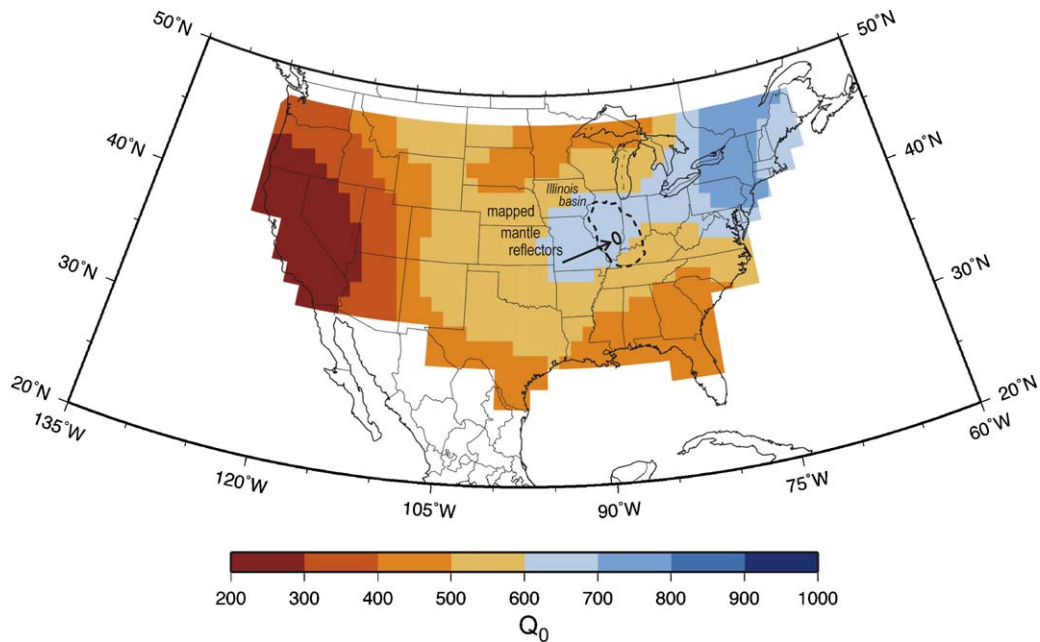 50˚N
50˚N
40˚N
40˚N
30˚N
30˚N
20˚N
20˚N
135˚W
120˚W
105˚W
90˚W
75˚W
60˚W
Illinois
basin
mapped
mantle
reflectors
200 300 400 500 600 700 800 900 1000
Q₀